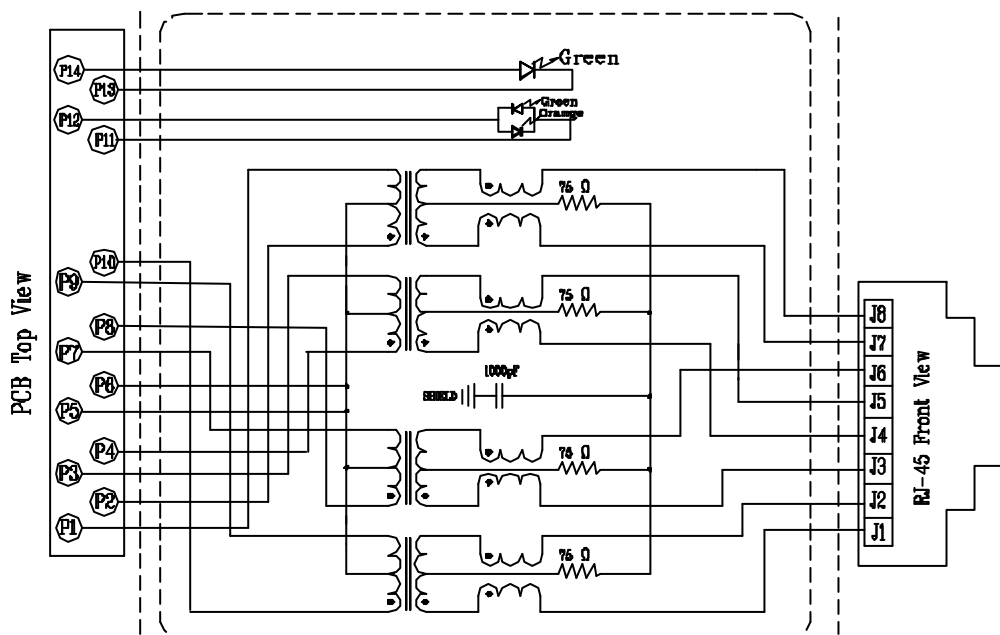 P14
Green
P13
P12
Green
Orange
P11
75 Ω
P10
P9
75 Ω
P8
P7
P6
P5
P4
P3
P2
P1
1000pF
SHIELD
75 Ω
75 Ω
J8
J7
J6
J5
J4
J3
J2
J1
PCB Top View
RJ-45 Front View